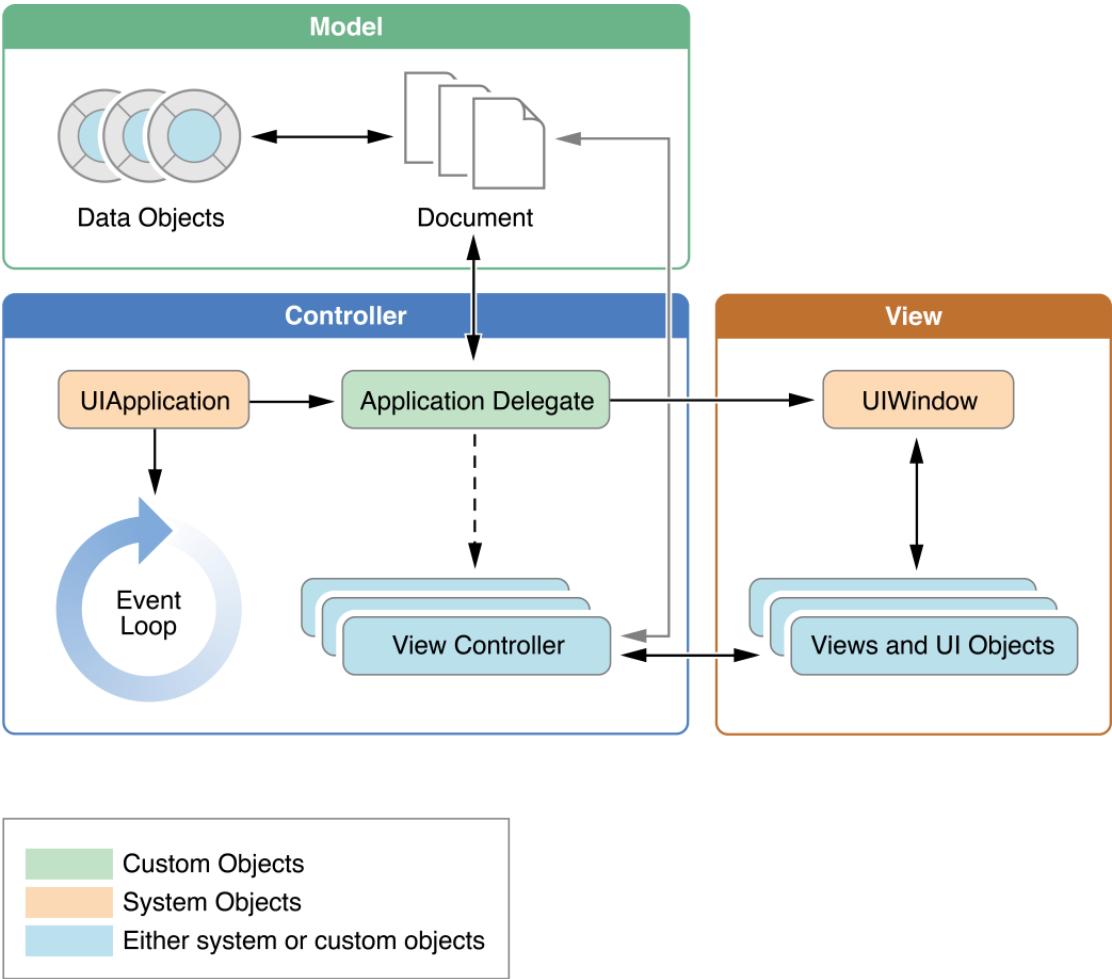 Model
Data Objects
Document
Controller
View
UIApplication
Application Delegate
UIWindow
Event
Loop
View Controller
Views and UI Objects
Custom Objects
System Objects
Either system or custom objects